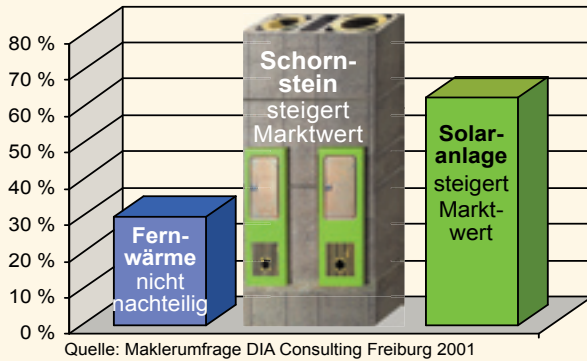 80 %
70 %
60 %
50 %
40 %
30 %
20 %
10 %
0 %
Fern-
wärme
nicht
nachteilig
Schorn-
stein
steigert
Marktwert
Solar-
anlage
steigert
Markt-
wert
Quelle: Maklerumfrage DIA Consulting Freiburg 2001